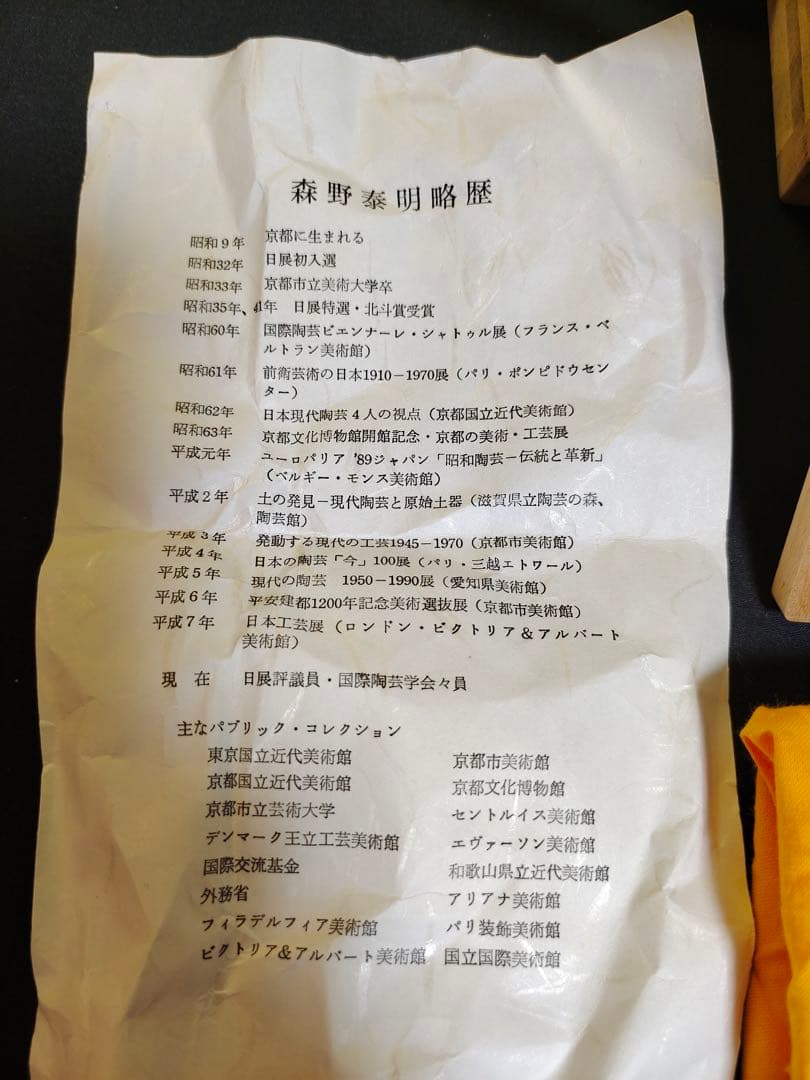 森野泰明略歴
昭和9年 京都に生まれる
昭和32年 日展初入選
昭和33年 京都市立美術大学卒
昭和35年、41年 日展特選・北斗賞受賞
昭和60年 国際陶芸ビエンナーレ・シャトゥル展（フランス・ベ
ルトラン美術館）
昭和61年 前衛芸術の日本1910－1970展（パリ・ポンピドウセン
ター）
昭和62年 日本現代陶芸4人の視点（京都国立近代美術館）
昭和63年 京都文化博物館開館記念・京都の美術・工芸展
平成元年 ユーロパリア '89ジャパン「昭和陶芸－伝統と革新」
（ベルギー・モンス美術館）
平成2年 土の発見－現代陶芸と原始土器（滋賀県立陶芸の森、
陶芸館）
平成3年 発動する現代の工芸1945－1970（京都市美術館）
平成4年 日本の陶芸「今」100展（パリ・三越エトワール）
平成5年 現代の陶芸 1950－1990展（愛知県美術館）
平成6年 平安建都1200年記念美術選抜展（京都市美術館）
平成7年 日本工芸展（ロンドン・ビクトリア＆アルバート
美術館）
現在 日展評議員・国際陶芸学会々員
主なパブリック・コレクション
東京国立近代美術館 京都市美術館
京都国立近代美術館 京都文化博物館
京都市立芸術大学 セントルイス美術館
デンマーク王立工芸美術館 エヴァーソン美術館
国際交流基金 和歌山県立近代美術館
外務省 アリアナ美術館
フィラデルフィア美術館 パリ装飾美術館
ビクトリア＆アルバート美術館 国立国際美術館